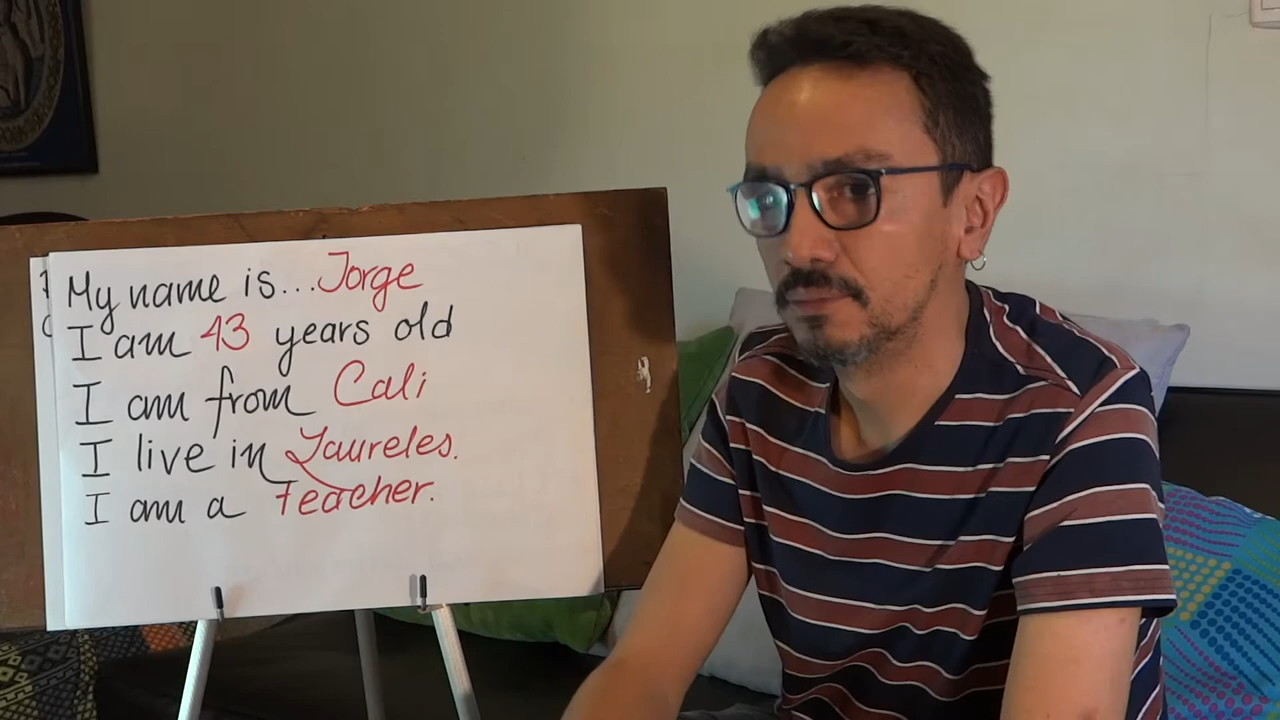 My name is...Jorge
I am 43 years old
I am from Cali
I live in Laureles.
I am a teacher.